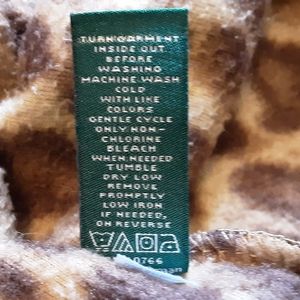 TURN GARMENT
INSIDE OUT
BEFORE
WASHING
MACHINE WASH
COLD
WITH LIKE
COLORS
GENTLE CYCLE
ONLY NON-
CHLORINE
BLEACH
WHEN NEEDED
TUMBLE
DRY LOW
REMOVE
PROMPTLY
LOW IRON
IF NEEDED,
ON REVERSE
0766